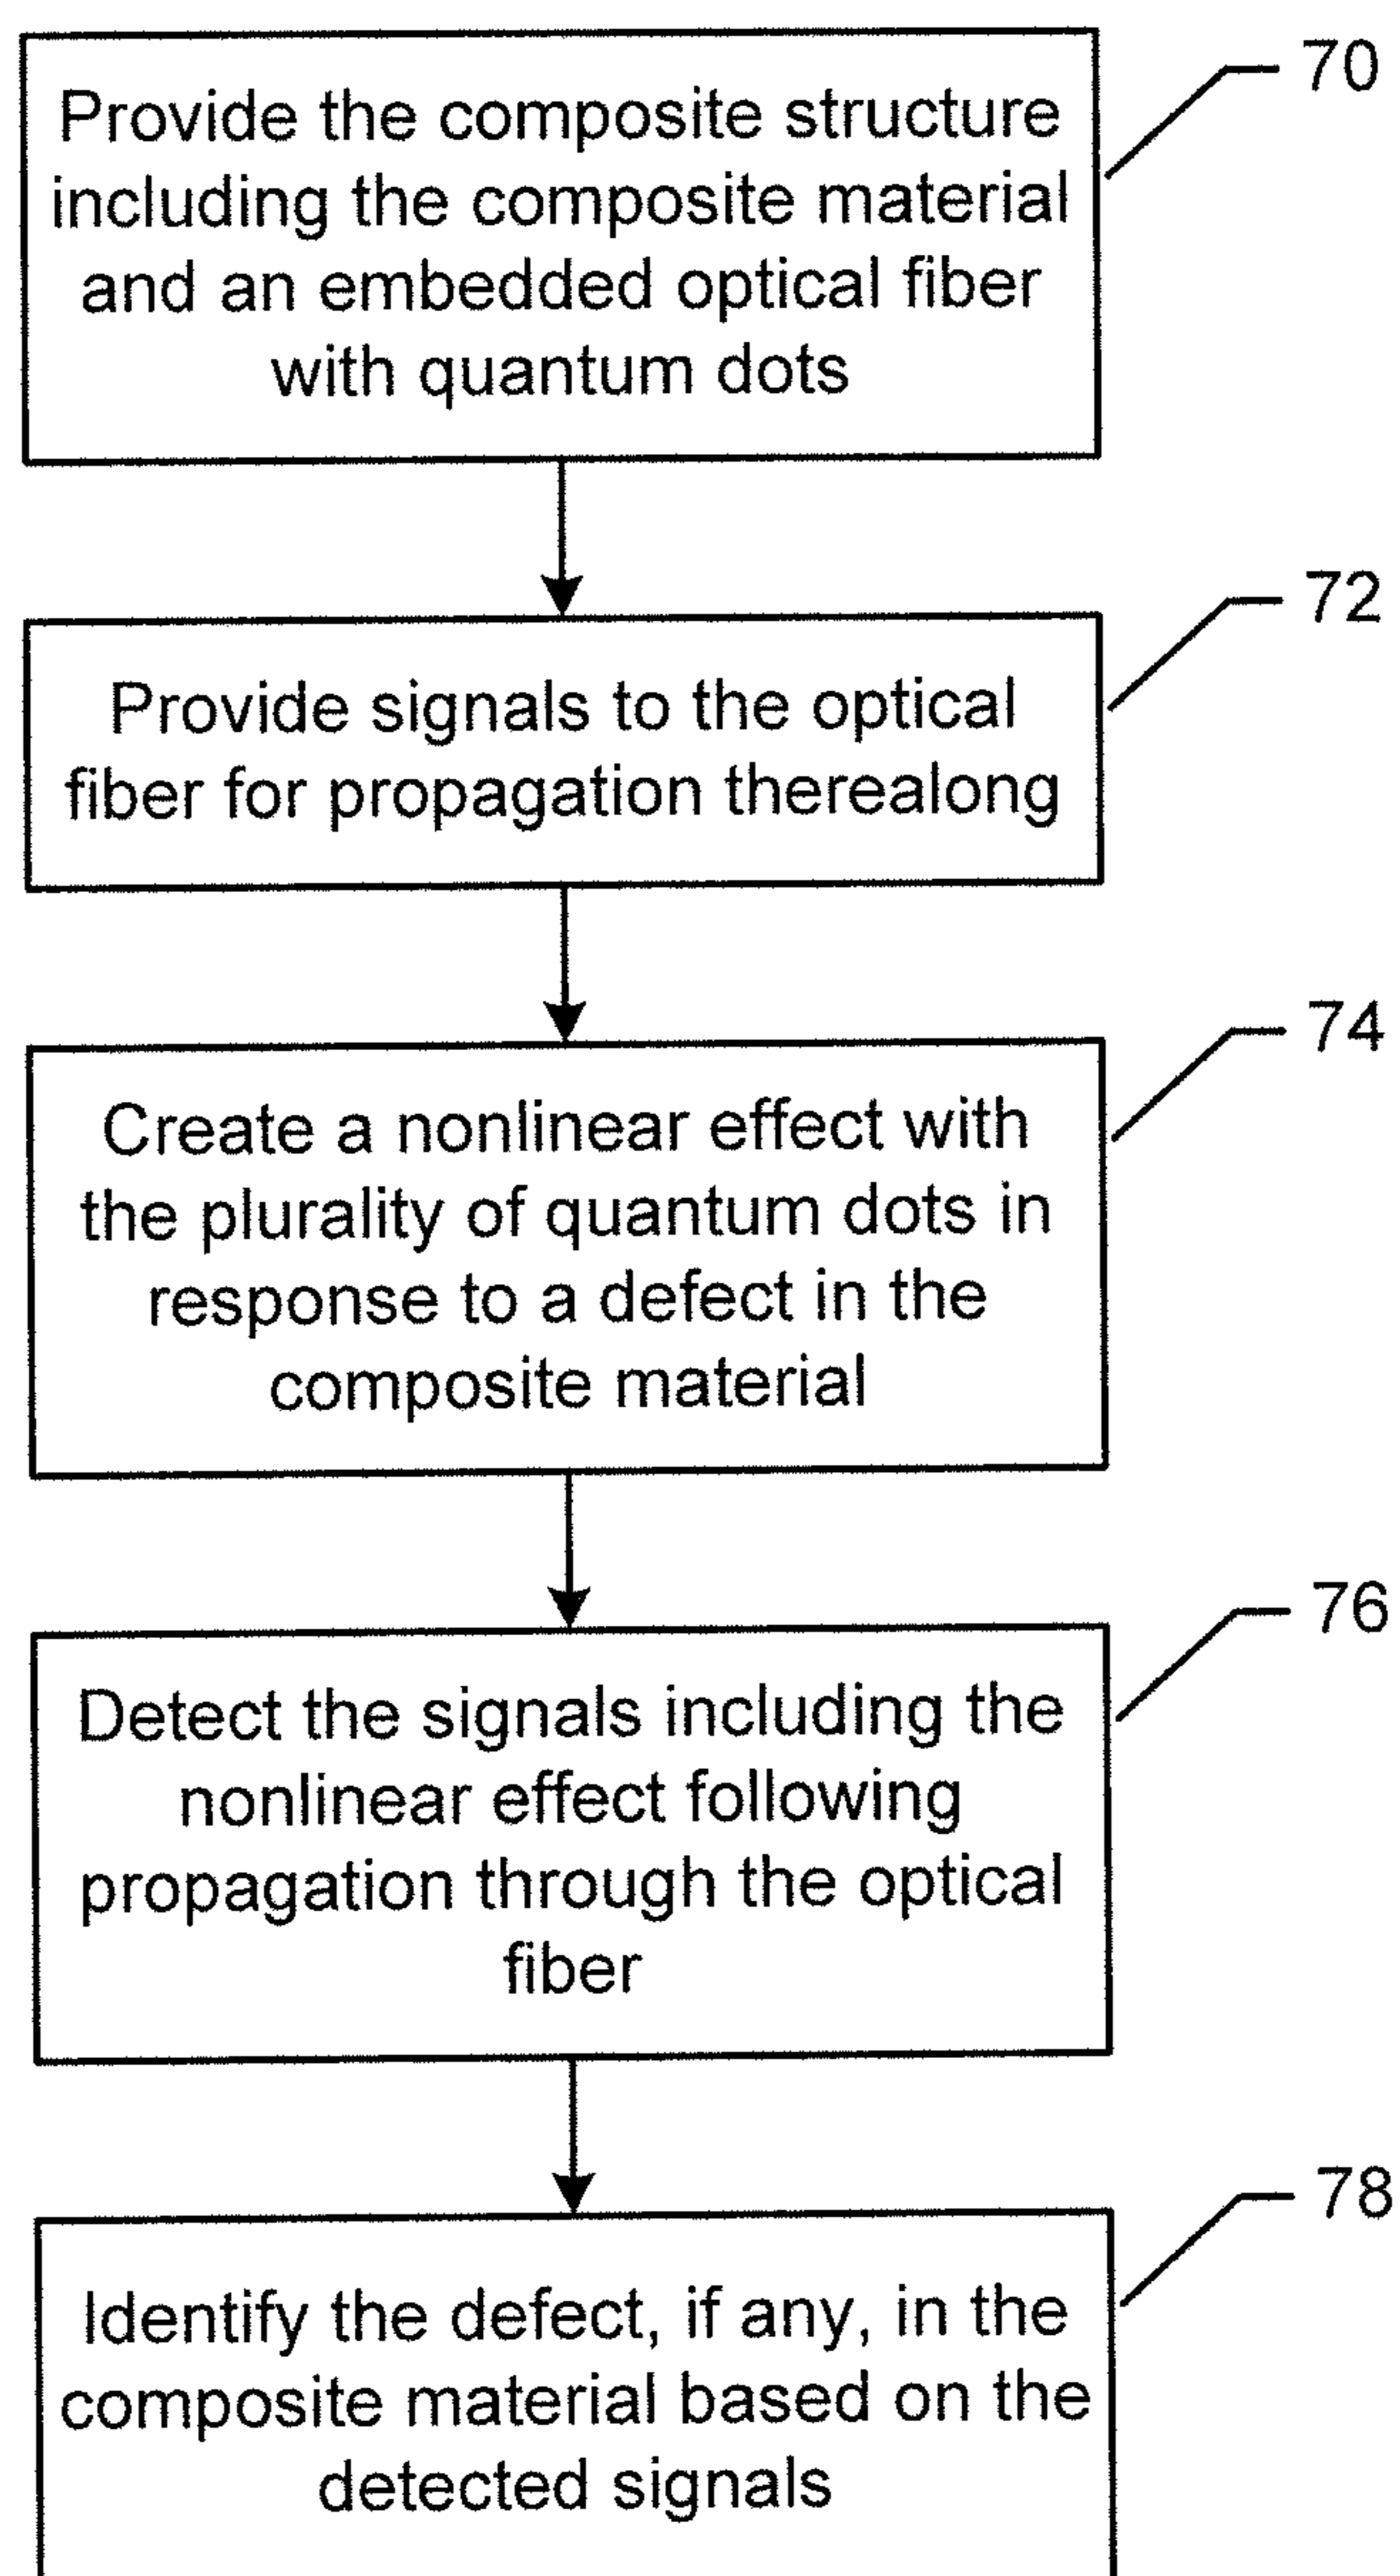 Provide the composite structure
including the composite material
and an embedded optical fiber
with quantum dots
70
Provide signals to the optical
fiber for propagation therealong
72
Create a nonlinear effect with
the plurality of quantum dots in
response to a defect in the
composite material
74
Detect the signals including the
nonlinear effect following
propagation through the optical
fiber
76
Identify the defect, if any, in the
composite material based on the
detected signals
78